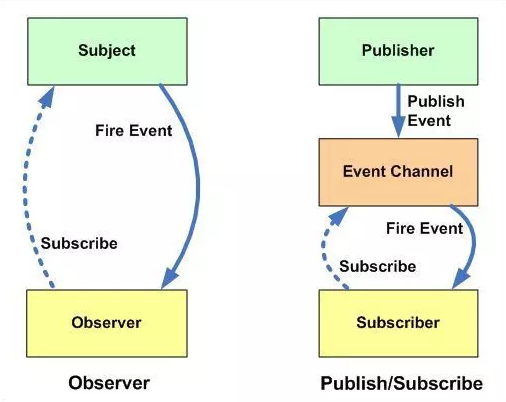 Subject
Fire Event
Subscribe
Observer
Observer
Publisher
Publish
Event
Event Channel
Fire Event
Subscribe
Subscriber
Publish/Subscribe